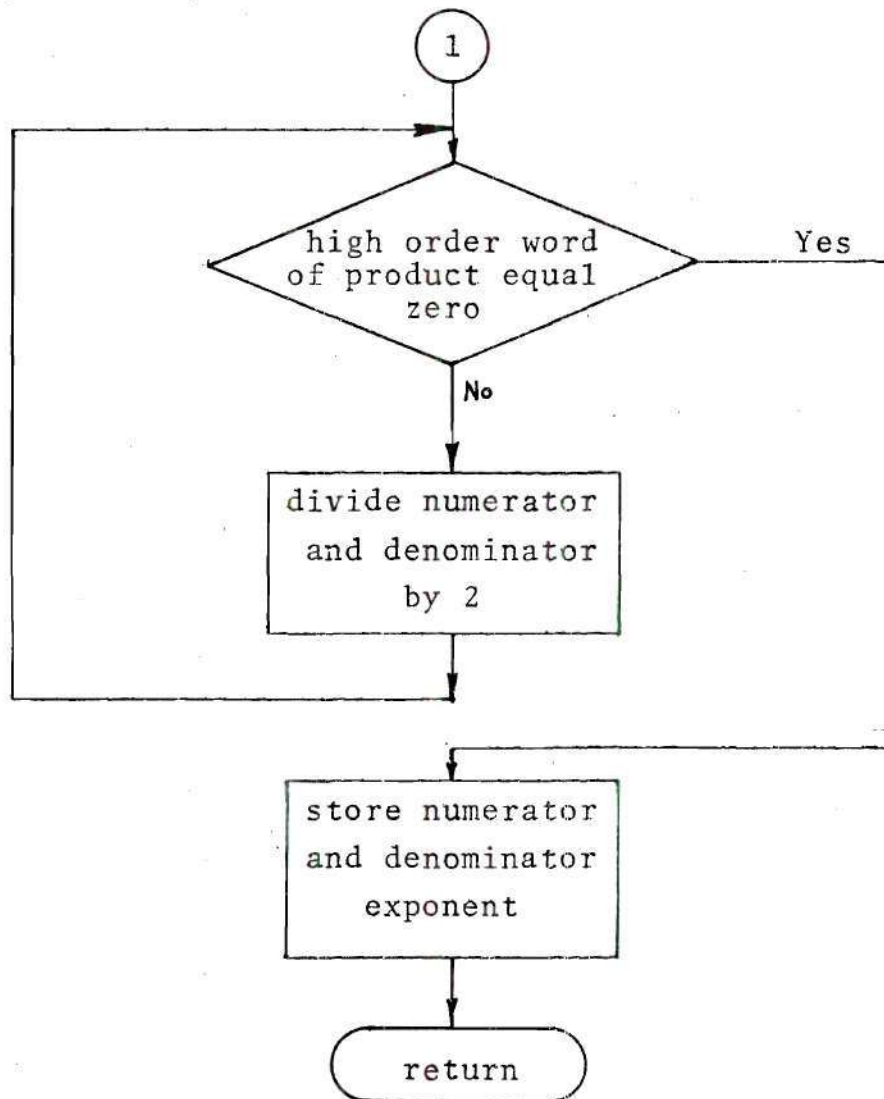 1
high order word
of product equal
zero
Yes
No
divide numerator
and denominator
by 2
store numerator
and denominator
exponent
return